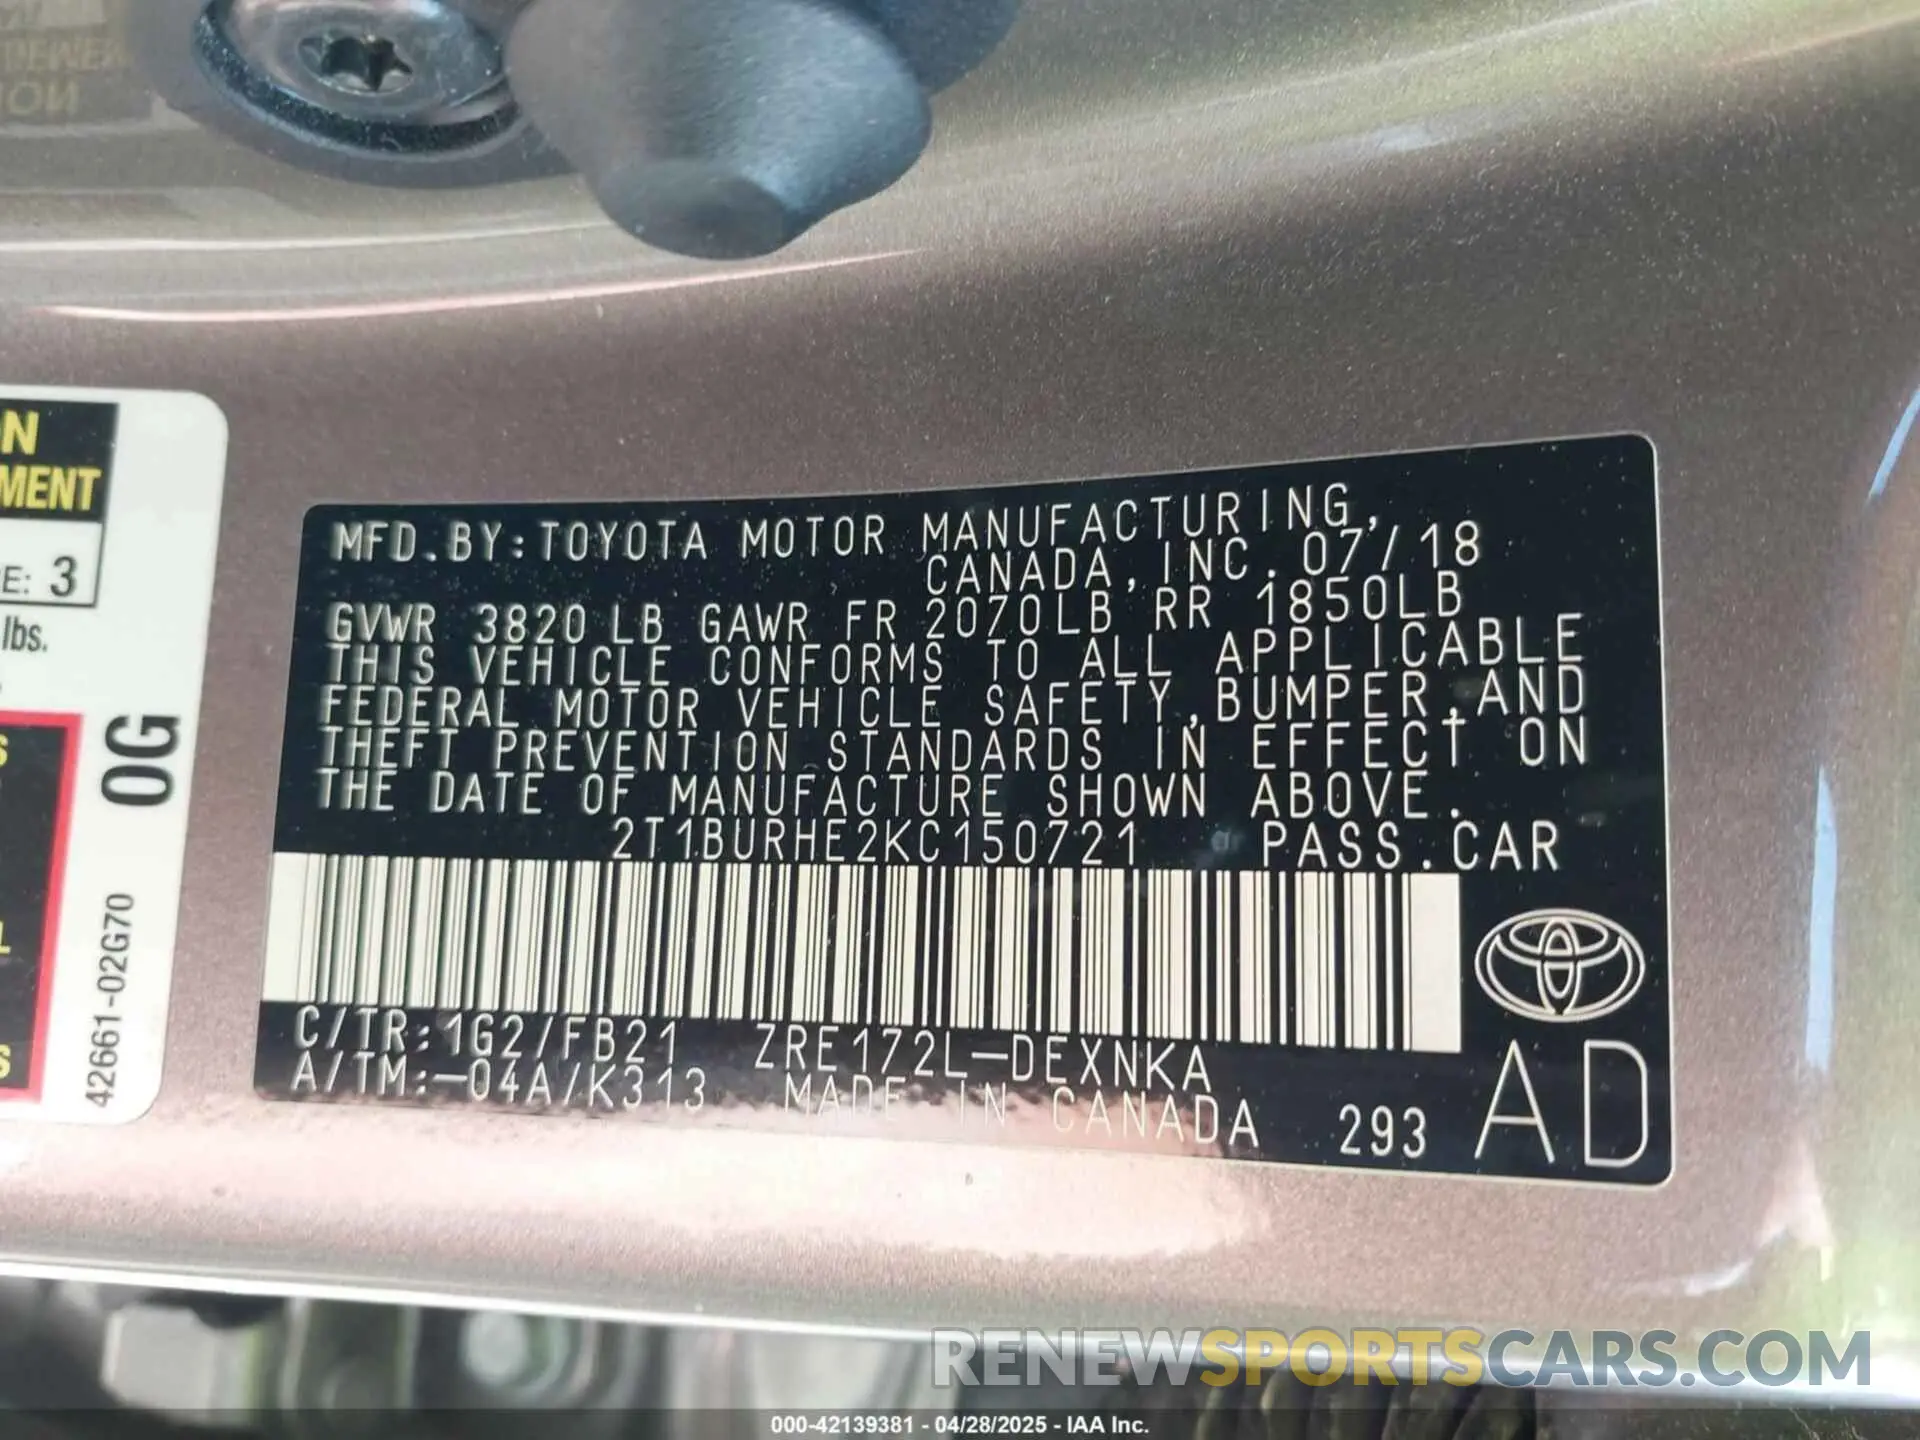 ON
MENT
E: 3
lbs.
0G
42661-02G70
S
L
S
MFD.BY:TOYOTA MOTOR MANUFACTURING,
CANADA,INC.07/18
GVWR 3820LB GAWR FR 2070LB RR 1850LB
THIS VEHICLE CONFORMS TO ALL APPLICABLE
FEDERAL MOTOR VEHICLE SAFETY,BUMPER,AND
THEFT PREVENTION STANDARDS IN EFFECT ON
THE DATE OF MANUFACTURE SHOWN ABOVE.
2T1BURHE2KC150721 PASS.CAR
C/TR:1G2/FB21 ZRE172L-DEXNKA
A/TM:-04A/K313 MADE IN CANADA 293 AD
RENEWSPORTSCARS.COM
000-42139381 - 04/28/2025 - IAA Inc.